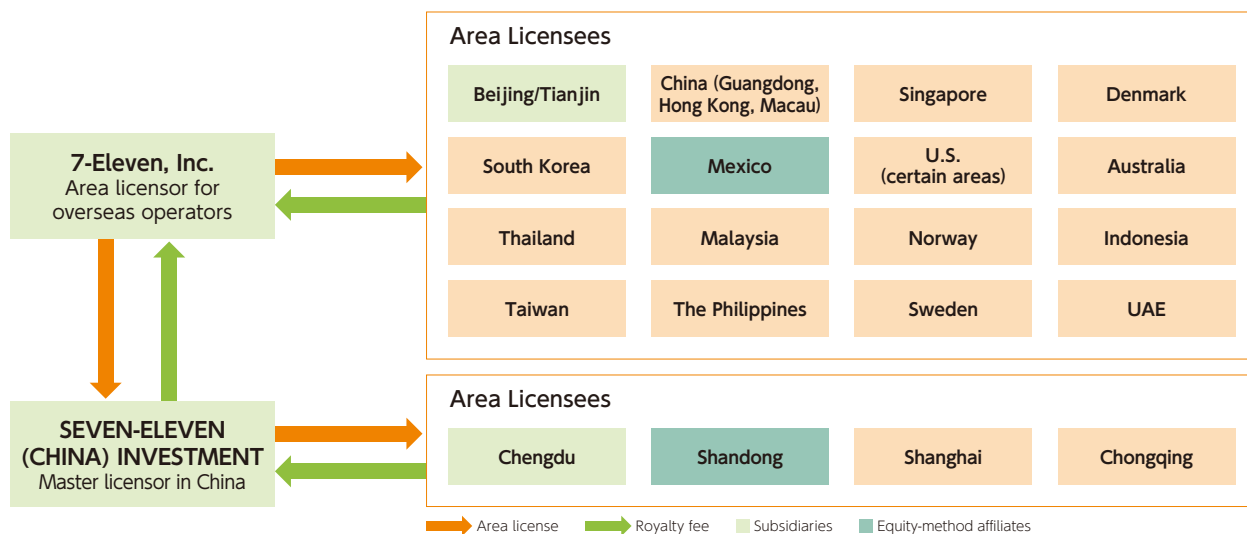 Area Licensees
Beijing/Tianjin
China (Guangdong,
Hong Kong, Macau)
Singapore
Denmark
7-Eleven, Inc.
Area licensor for
overseas operators
South Korea
Mexico
U.S.
(certain areas)
Australia
Thailand
Malaysia
Norway
Indonesia
Taiwan
The Philippines
Sweden
UAE
SEVEN-ELEVEN
(CHINA) INVESTMENT
Master licensor in China
Area Licensees
Chengdu
Shandong
Shanghai
Chongqing
Area license
Royalty fee
Subsidiaries
Equity-method affiliates